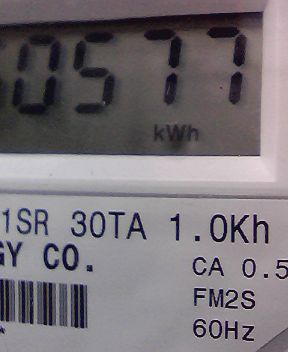 0577
kWh
1SR 30TA 1.0Kh
GY CO.
CA 0.5
FM2S
60Hz